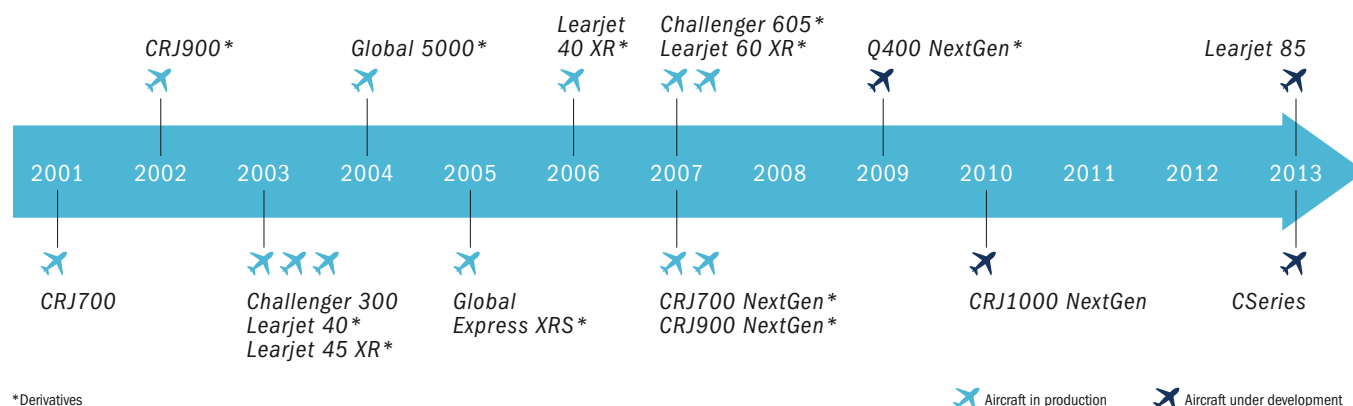 Learjet
40 XR*
Challenger 605*
Learjet 60 XR*
CRJ900*
Global 5000*
Q400 NextGen*
Learjet 85
2001 2002 2003 2004 2005 2006 2007 2008 2009 2010 2011 2012 2013
CRJ700
Challenger 300
Learjet 40*
Learjet 45 XR*
Global
Express XRS*
CRJ700 NextGen*
CRJ900 NextGen*
CRJ1000 NextGen
CSeries
*Derivatives
Aircraft in production
Aircraft under development